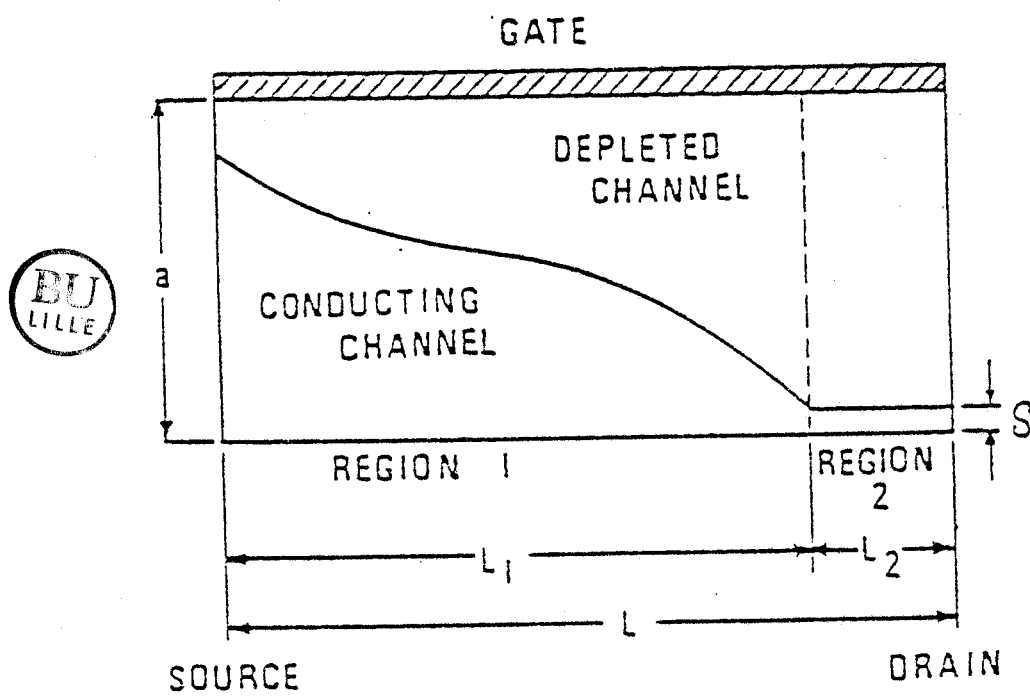 GATE
DEPLETED
CHANNEL
a
BU
LILLE
CONDUCTING
CHANNEL
S
REGION 1
REGION
2
L1
L2
L
SOURCE
DRAIN